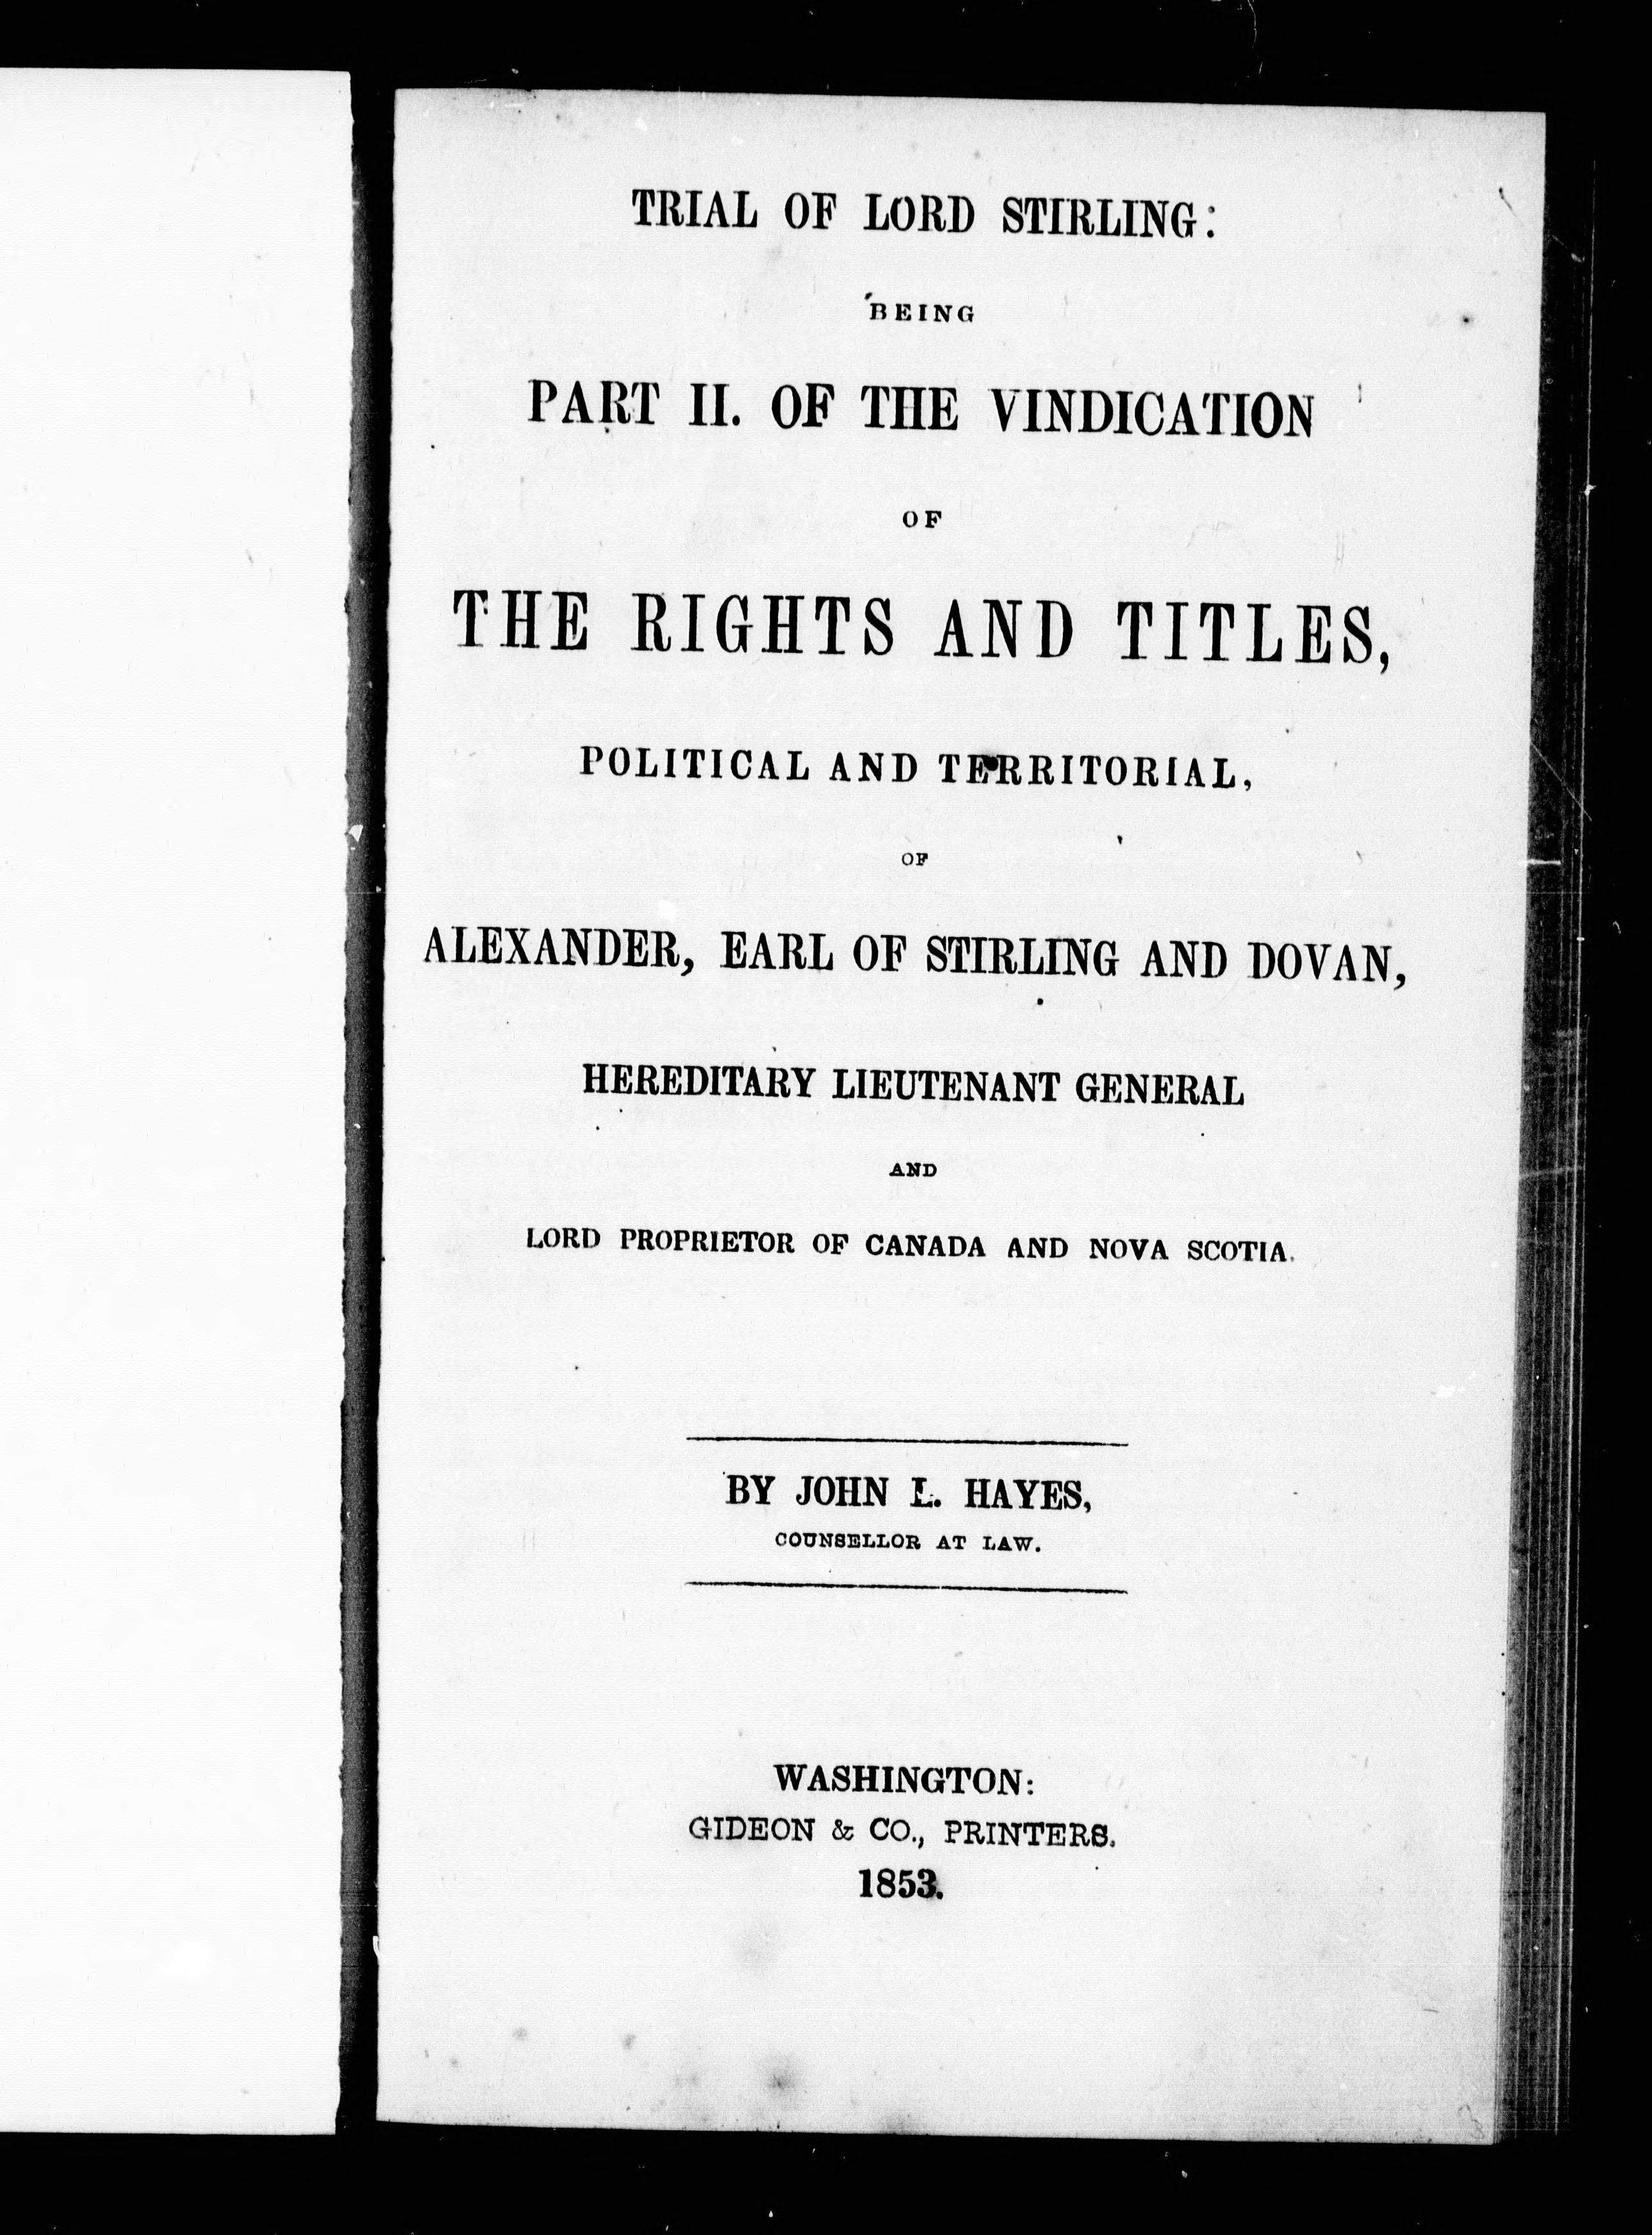 TRIAL OF LORD STIRLING:
BEING
PART II. OF THE VINDICATION
OF
THE RIGHTS AND TITLES,
POLITICAL AND TERRITORIAL,
OF
ALEXANDER, EARL OF STIRLING AND DOVAN,
HEREDITARY LIEUTENANT GENERAL
AND
LORD PROPRIETOR OF CANADA AND NOVA SCOTIA.
BY JOHN L. HAYES,
COUNSELLOR AT LAW.
WASHINGTON:
GIDEON & CO., PRINTERS.
1853.